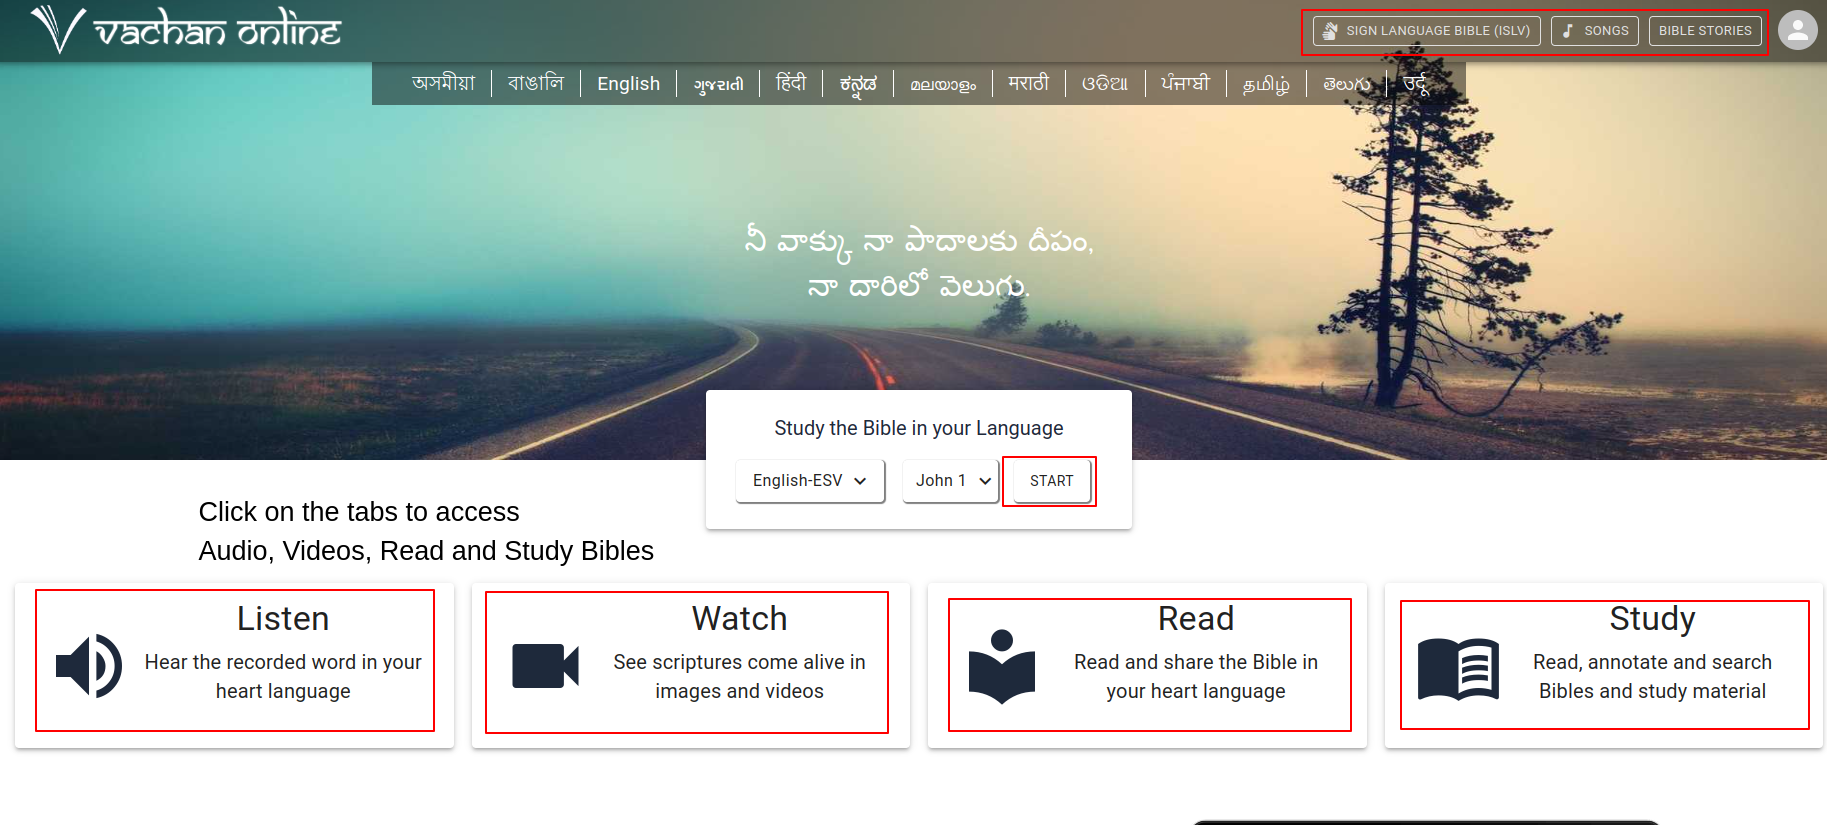 vachan online
SIGN LANGUAGE BIBLE (ISLV) SONGS BIBLE STORIES
অসমীয়া বাঙালি English ગુજરાતી हिंदी ಕನ್ನಡ മലയാളം मराठी ଓଡିଆ ਪੰਜਾਬੀ தமிழ் తెలుగు उर्दू
నీ వాక్కు నా పాదాలకు దీపం,
నా దారిలో వెలుగు.
Study the Bible in your Language
English-ESV John 1 START
Click on the tabs to access
Audio, Videos, Read and Study Bibles
Listen
Hear the recorded word in your
heart language
Watch
See scriptures come alive in
images and videos
Read
Read and share the Bible in
your heart language
Study
Read, annotate and search
Bibles and study material